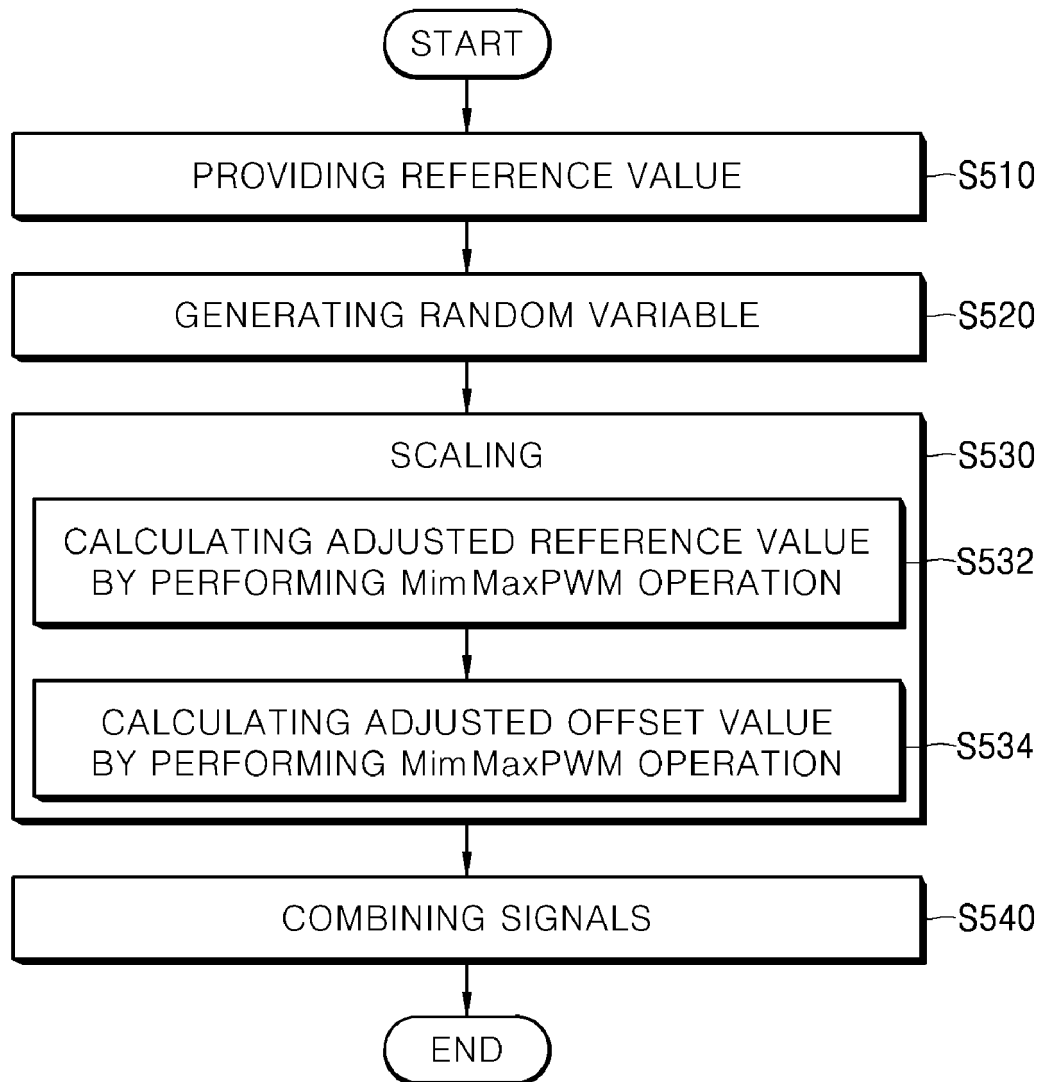 START
PROVIDING REFERENCE VALUE
S510
GENERATING RANDOM VARIABLE
S520
SCALING
S530
CALCULATING ADJUSTED REFERENCE VALUE
BY PERFORMING MimMaxPWM OPERATION
S532
CALCULATING ADJUSTED OFFSET VALUE
BY PERFORMING MimMaxPWM OPERATION
S534
COMBINING SIGNALS
S540
END